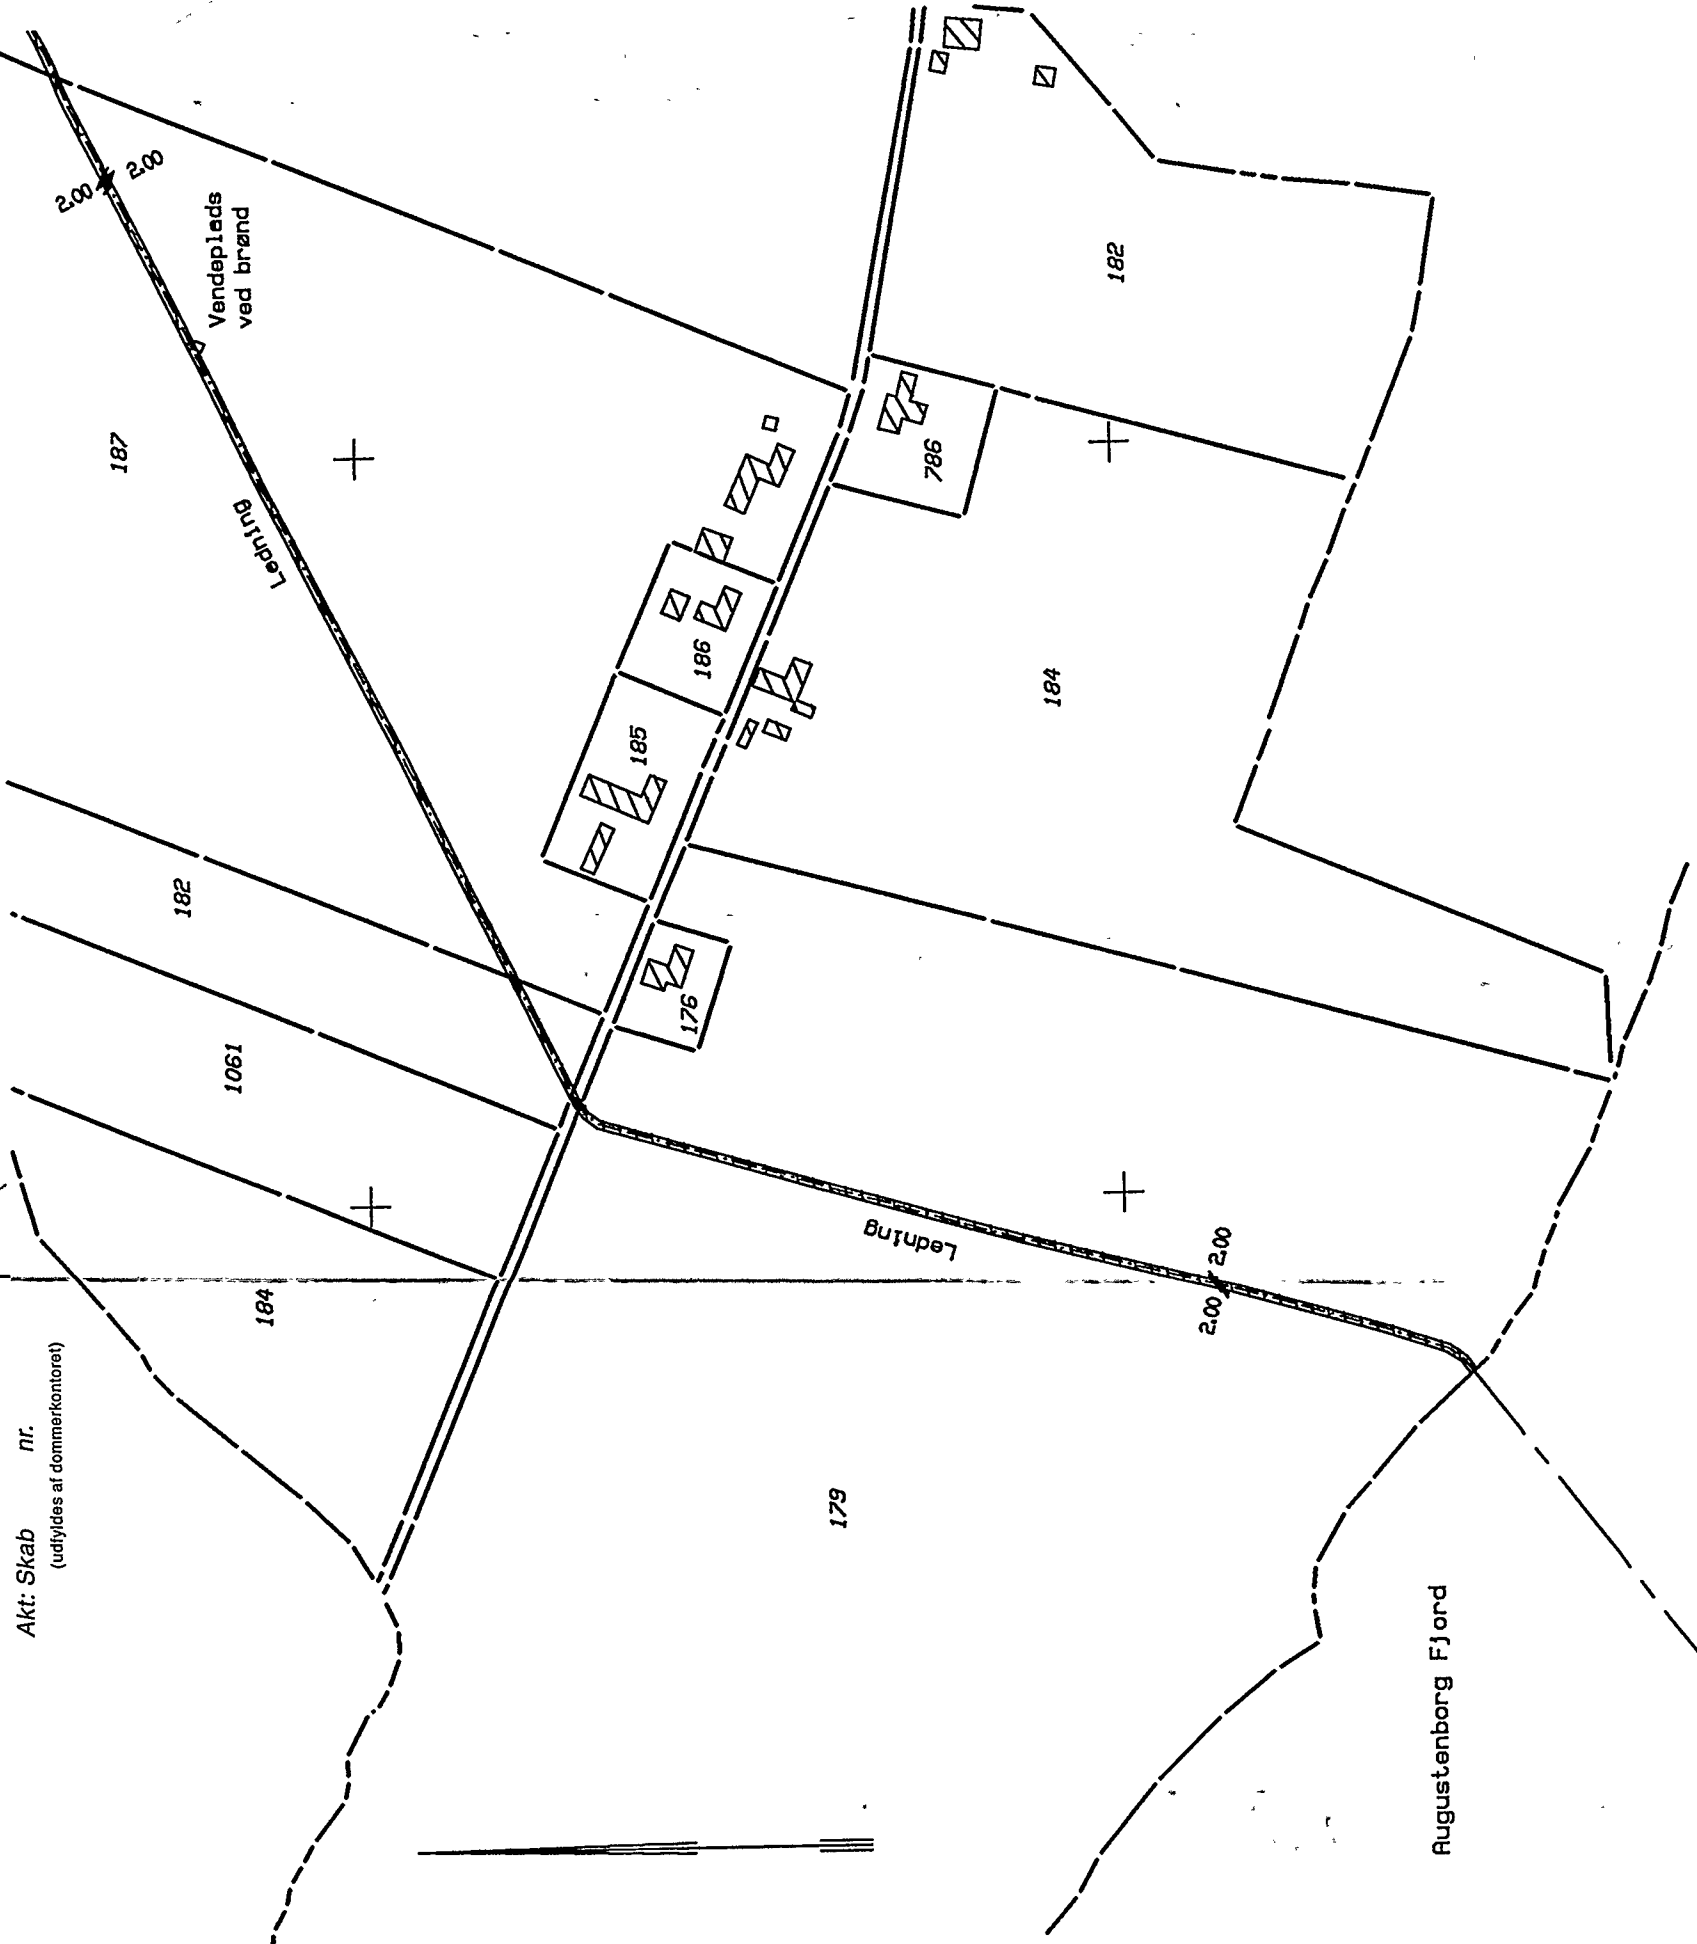 Akt: Skab nr.
(udfyldes af dommerkontoret)
184
1061
182
187
Ledning
2.00
2.00
Vendeplads
ved brønd
185
186
176
786
182
184
179
Ledning
2.00
2.00
Augustenborg Fjord